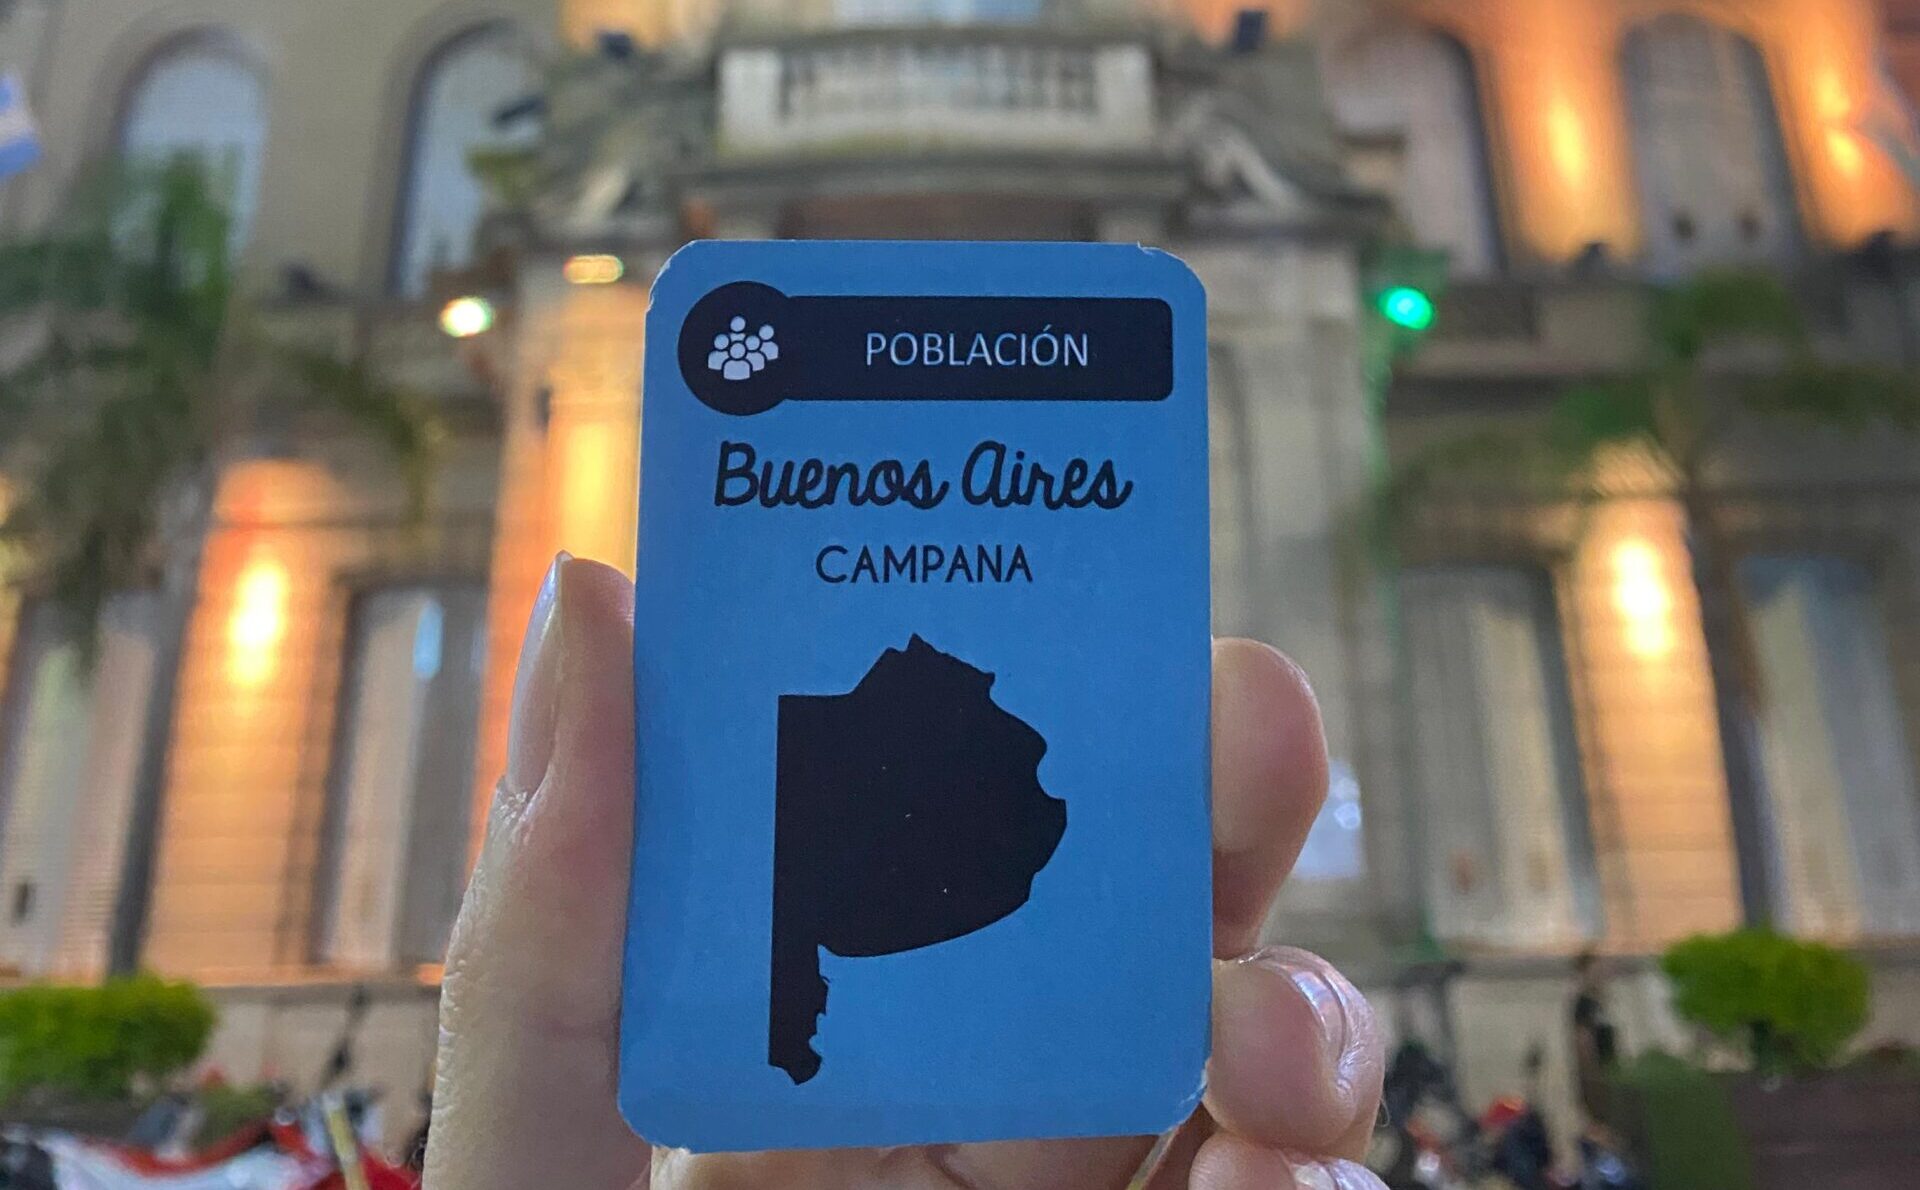 POBLACIÓN
Buenos Aires
CAMPANA